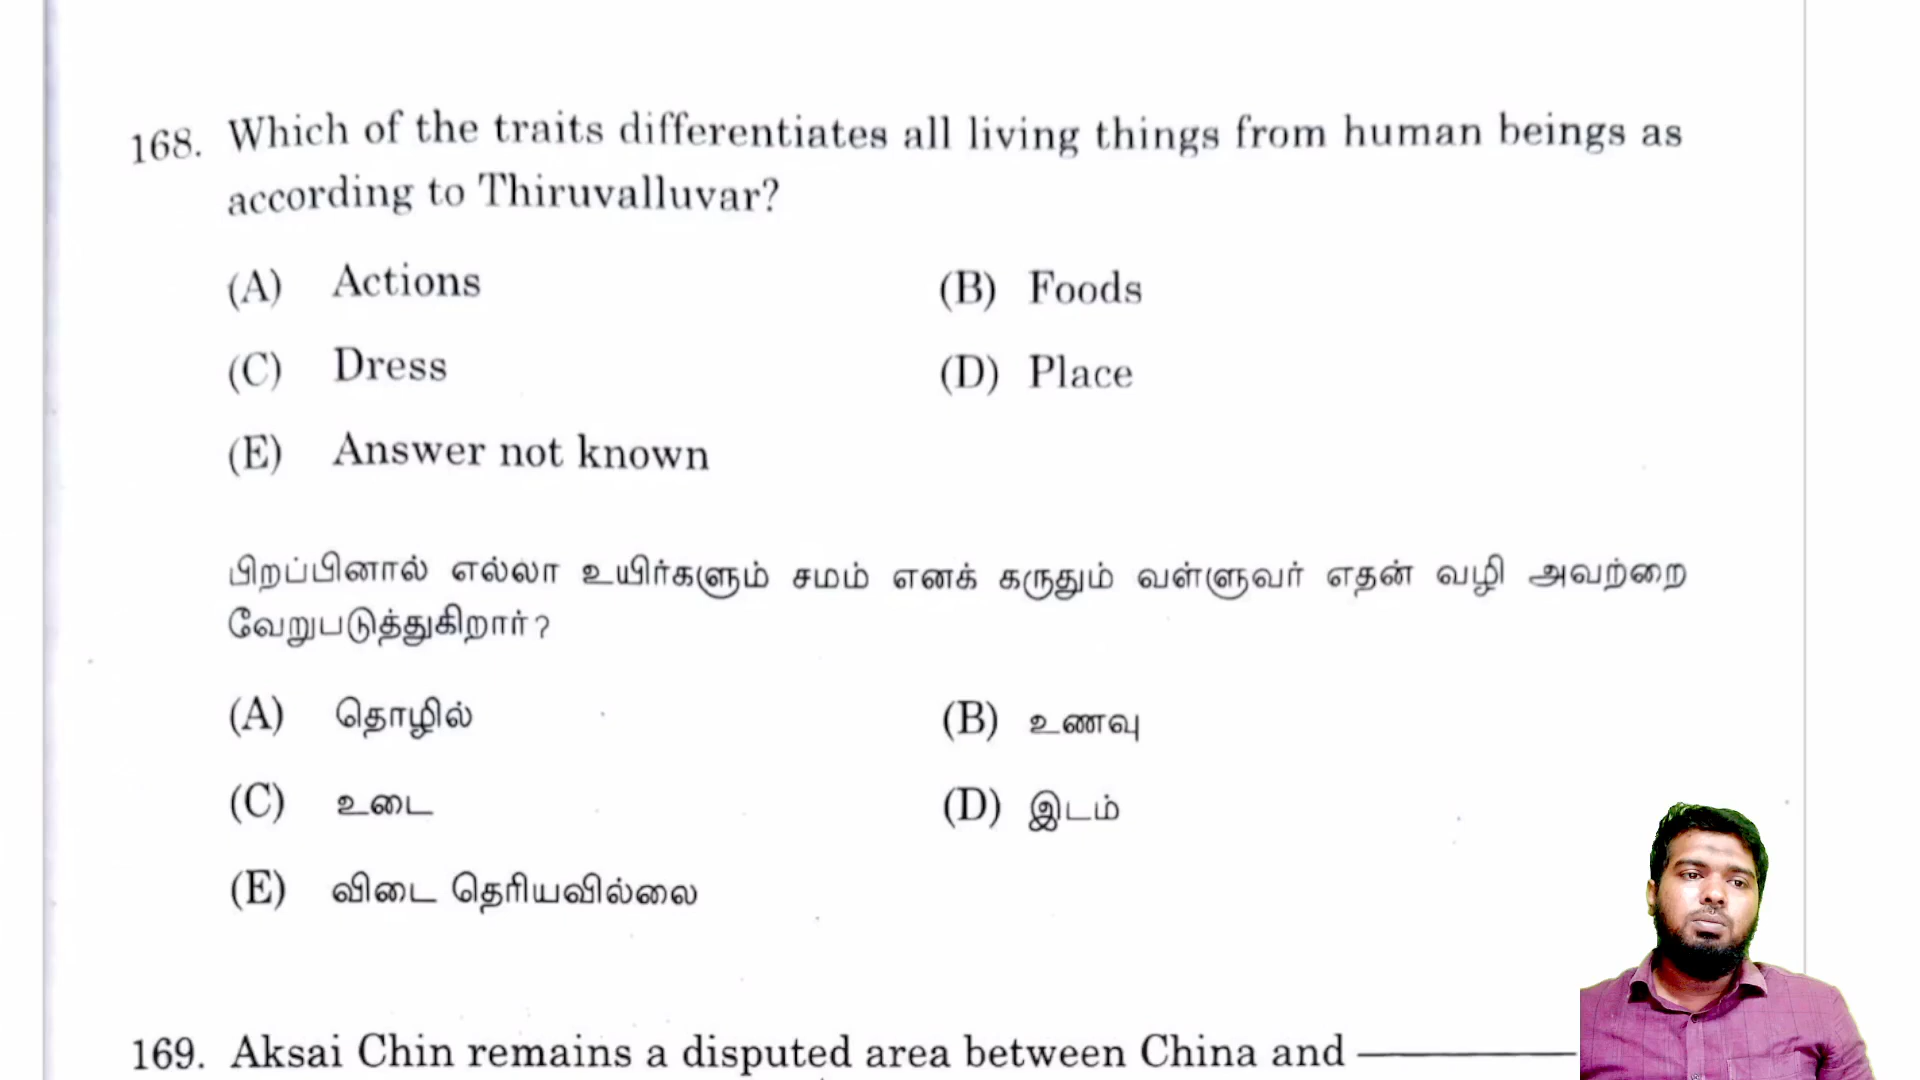 168. Which of the traits differentiates all living things from human beings as
according to Thiruvalluvar?
(A) Actions (B) Foods
(C) Dress (D) Place
(E) Answer not known
பிறப்பினால் எல்லா உயிர்களும் சமம் எனக் கருதும் வள்ளுவர் எதன் வழி அவற்றை
வேறுபடுத்துகிறார்?
(A) தொழில் (B) உணவு
(C) உடை (D) இடம்
(E) விடை தெரியவில்லை
169. Aksai Chin remains a disputed area between China and